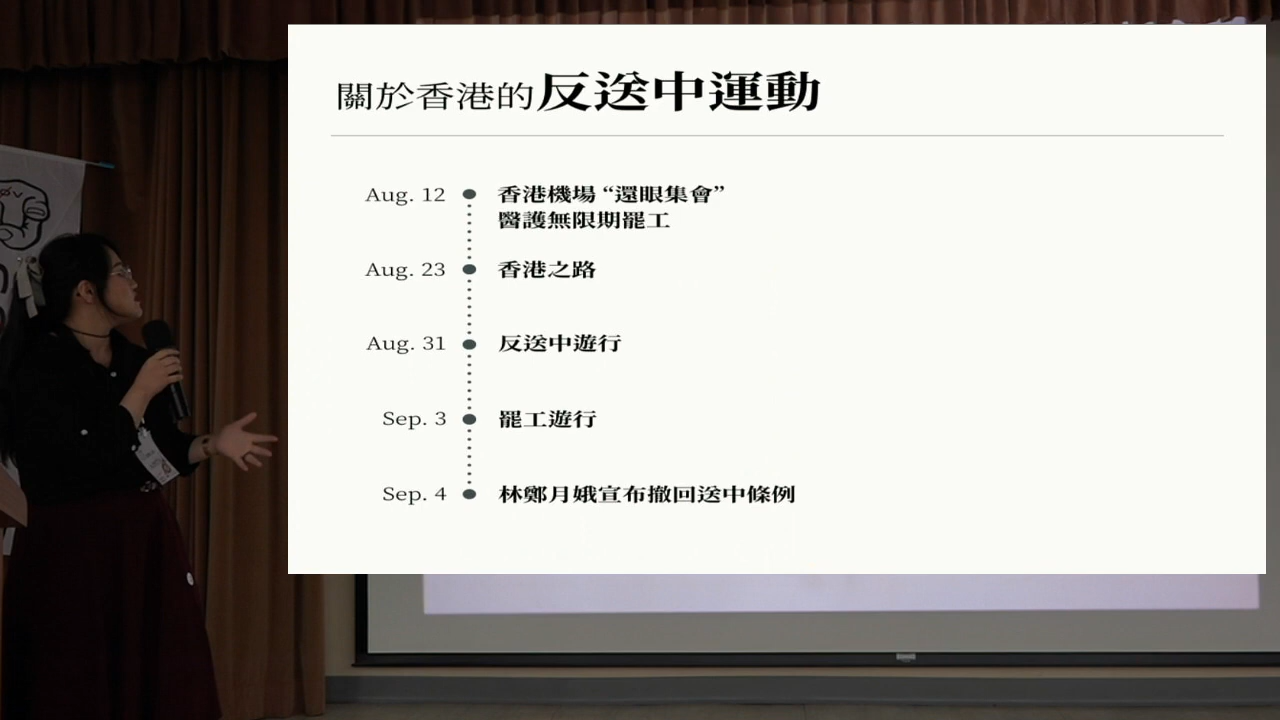 關於香港的反送中運動
Aug. 12 香港機場 “還眼集會”
醫護無限期罷工
Aug. 23 香港之路
Aug. 31 反送中遊行
Sep. 3 罷工遊行
Sep. 4 林鄭月娥宣布撤回送中條例